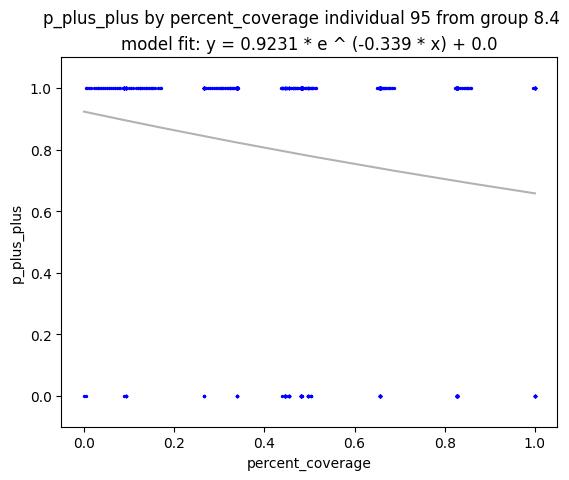 p_plus_plus by percent_coverage individual 95 from group 8.4
model fit: y = 0.9231 * e ^ (-0.339 * x) + 0.0
1.0
0.8
0.6
0.4
0.2
0.0
p_plus_plus
0.0 0.2 0.4 0.6 0.8 1.0
percent_coverage